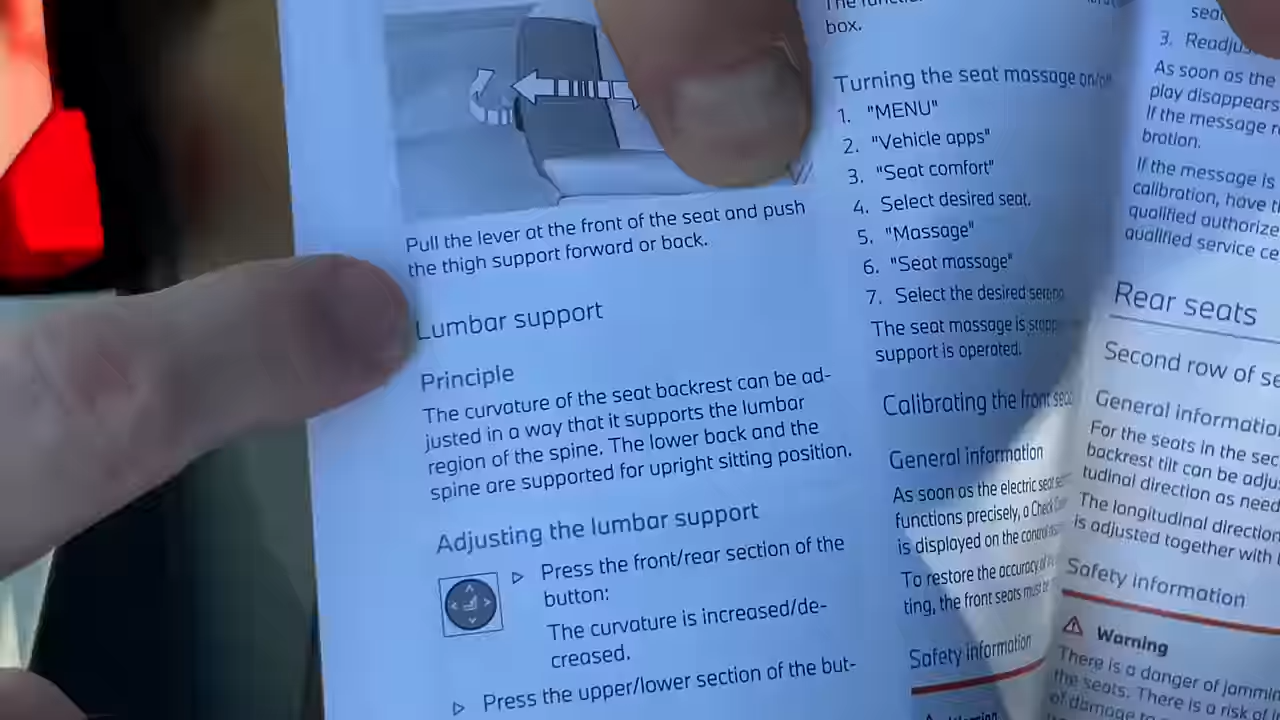 Pull the lever at the front of the seat and push
the thigh support forward or back.
Lumbar support
Principle
The curvature of the seat backrest can be ad-
justed in a way that it supports the lumbar
region of the spine. The lower back and the
spine are supported for upright sitting position.
Adjusting the lumbar support
▷ Press the front/rear section of the
button:
The curvature is increased/de-
creased.
▷ Press the upper/lower section of the but-
box.
Turning the seat massage on/off
1. "MENU"
2. "Vehicle apps"
3. "Seat comfort"
4. Select desired seat.
5. "Massage"
6. "Seat massage"
7. Select the desired
The seat massage is
support is operated.
Calibrating the front
General information
As soon as the electric seat
functions precisely, a Check
is displayed on the control
To restore the accuracy of
ting, the front seats must be
Safety information
Warning
3.
As soon as the
play disappears
If the message
bration.
If the message is
calibration, have
qualified
qualified service
Rear seats
Second row of
General
For the seats in the
backrest tilt can be
tudinal direction as
The longitudinal direction
is adjusted together with
Safety information
Warning
There is a danger of
the seats. There is a risk of
of damage to